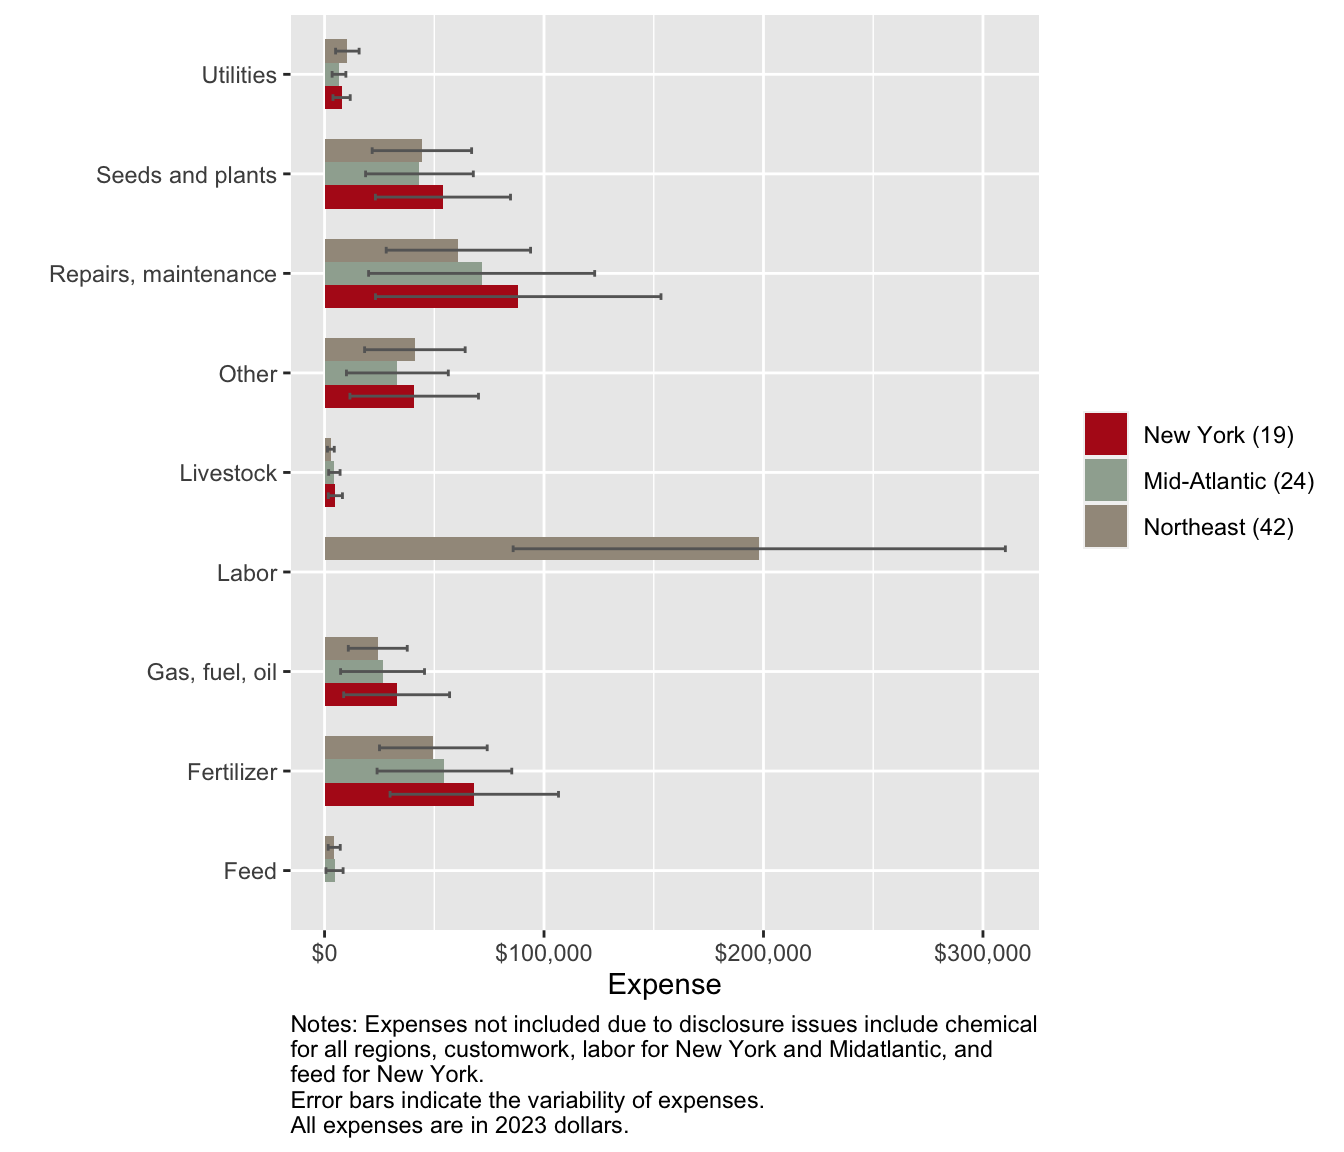 Utilities
Seeds and plants
Repairs, maintenance
Other
Livestock
Labor
Gas, fuel, oil
Fertilizer
Feed
$0
$100,000
$200,000
$300,000
Expense
New York (19)
Mid-Atlantic (24)
Northeast (42)
Notes: Expenses not included due to disclosure issues include chemical
for all regions, customwork, labor for New York and Midatlantic, and
feed for New York.
Error bars indicate the variability of expenses.
All expenses are in 2023 dollars.